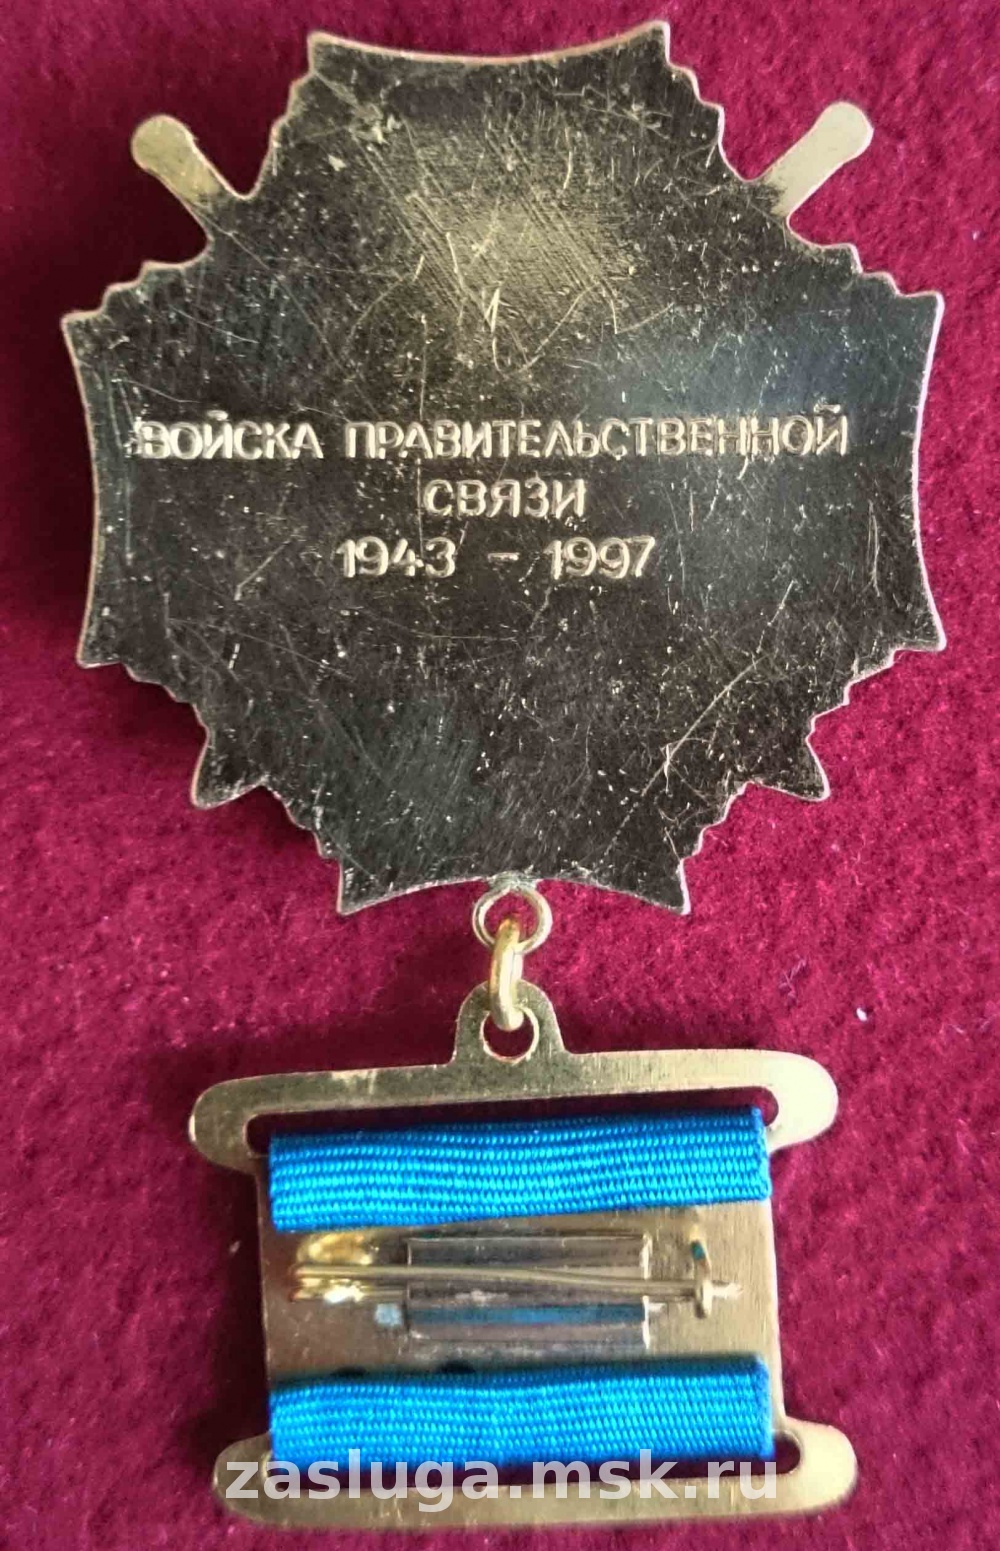 ВОЙСКА ПРАВИТЕЛЬСТВЕННОЙ
СВЯЗИ
1943 - 1997
zasluga.msk.ru